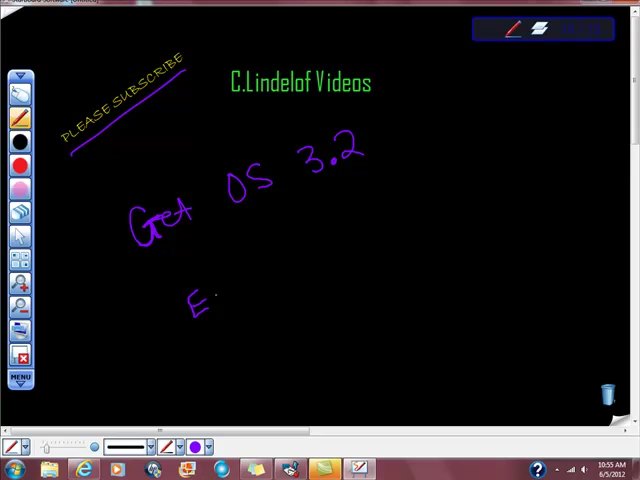 PLEASE SUBSCRIBE
C.Lindelof Videos
Get OS 3.2
E
MENU
10:55 AM
6/5/2012